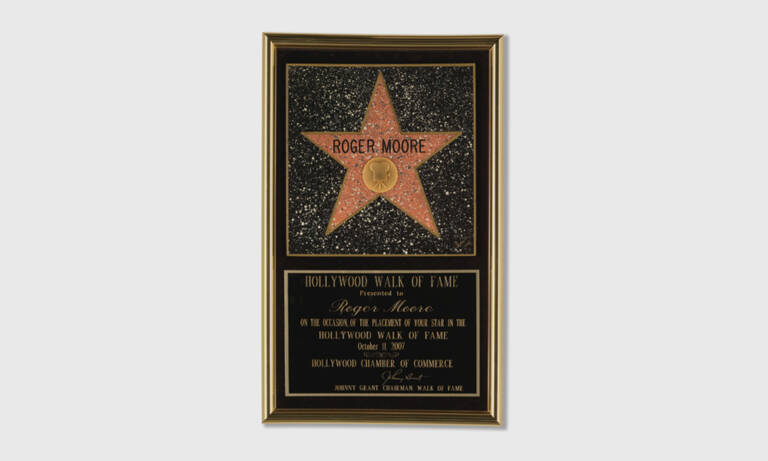 ROGER MOORE
HOLLYWOOD WALK OF FAME
Presented to
Roger Moore
ON THE OCCASION OF THE PLACEMENT OF YOUR STAR IN THE
HOLLYWOOD WALK OF FAME
October 11, 2007
HOLLYWOOD CHAMBER OF COMMERCE
Johnny Grant
JOHNNY GRANT CHAIRMAN WALK OF FAME